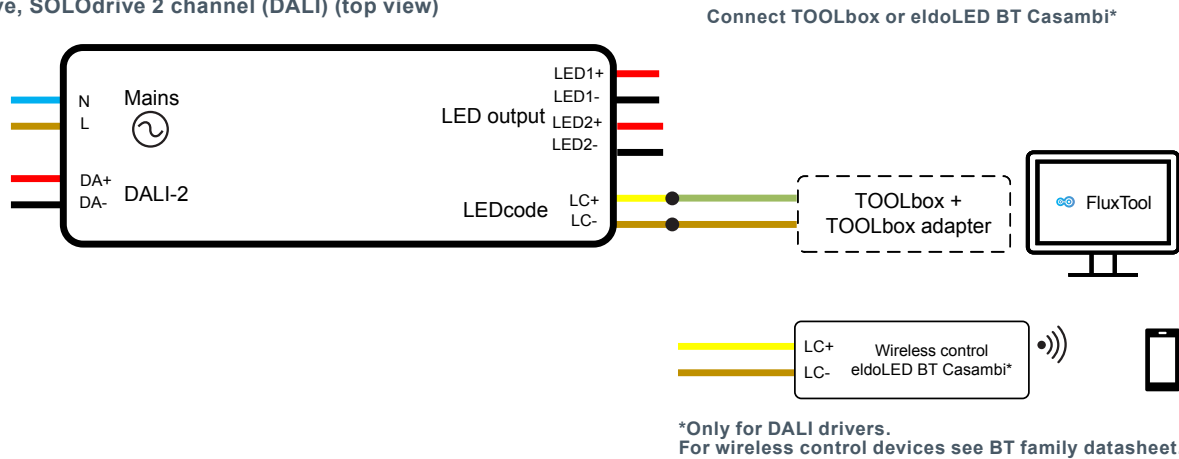 SOLOdrive 2 channel (DALI) (top view)
Connect TOOLbox or eldoLED BT Casambi*
N
L
Mains
DA+
DA-
DALI-2
LED output
LED1+
LED1-
LED2+
LED2-
LEDcode
LC+
LC-
TOOLbox +
TOOLbox adapter
FluxTool
LC+
LC-
Wireless control
eldoLED BT Casambi*
*Only for DALI drivers.
For wireless control devices see BT family datasheet